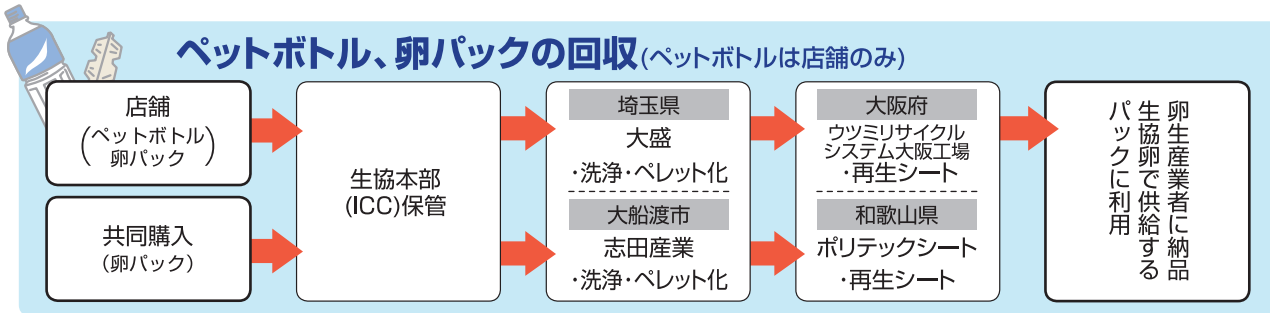 ペットボトル、卵パックの回収(ペットボトルは店舗のみ)
店舗
(ペットボトル
卵パック)
共同購入
(卵パック)
生協本部
(ICC)保管
埼玉県
大盛
・洗浄・ペレット化
大船渡市
志田産業
・洗浄・ペレット化
大阪府
ウツミリサイクル
システム大阪工場
・再生シート
和歌山県
ポリテックシート
・再生シート
卵生産業者に納品
生協卵で供給する
パックに利用